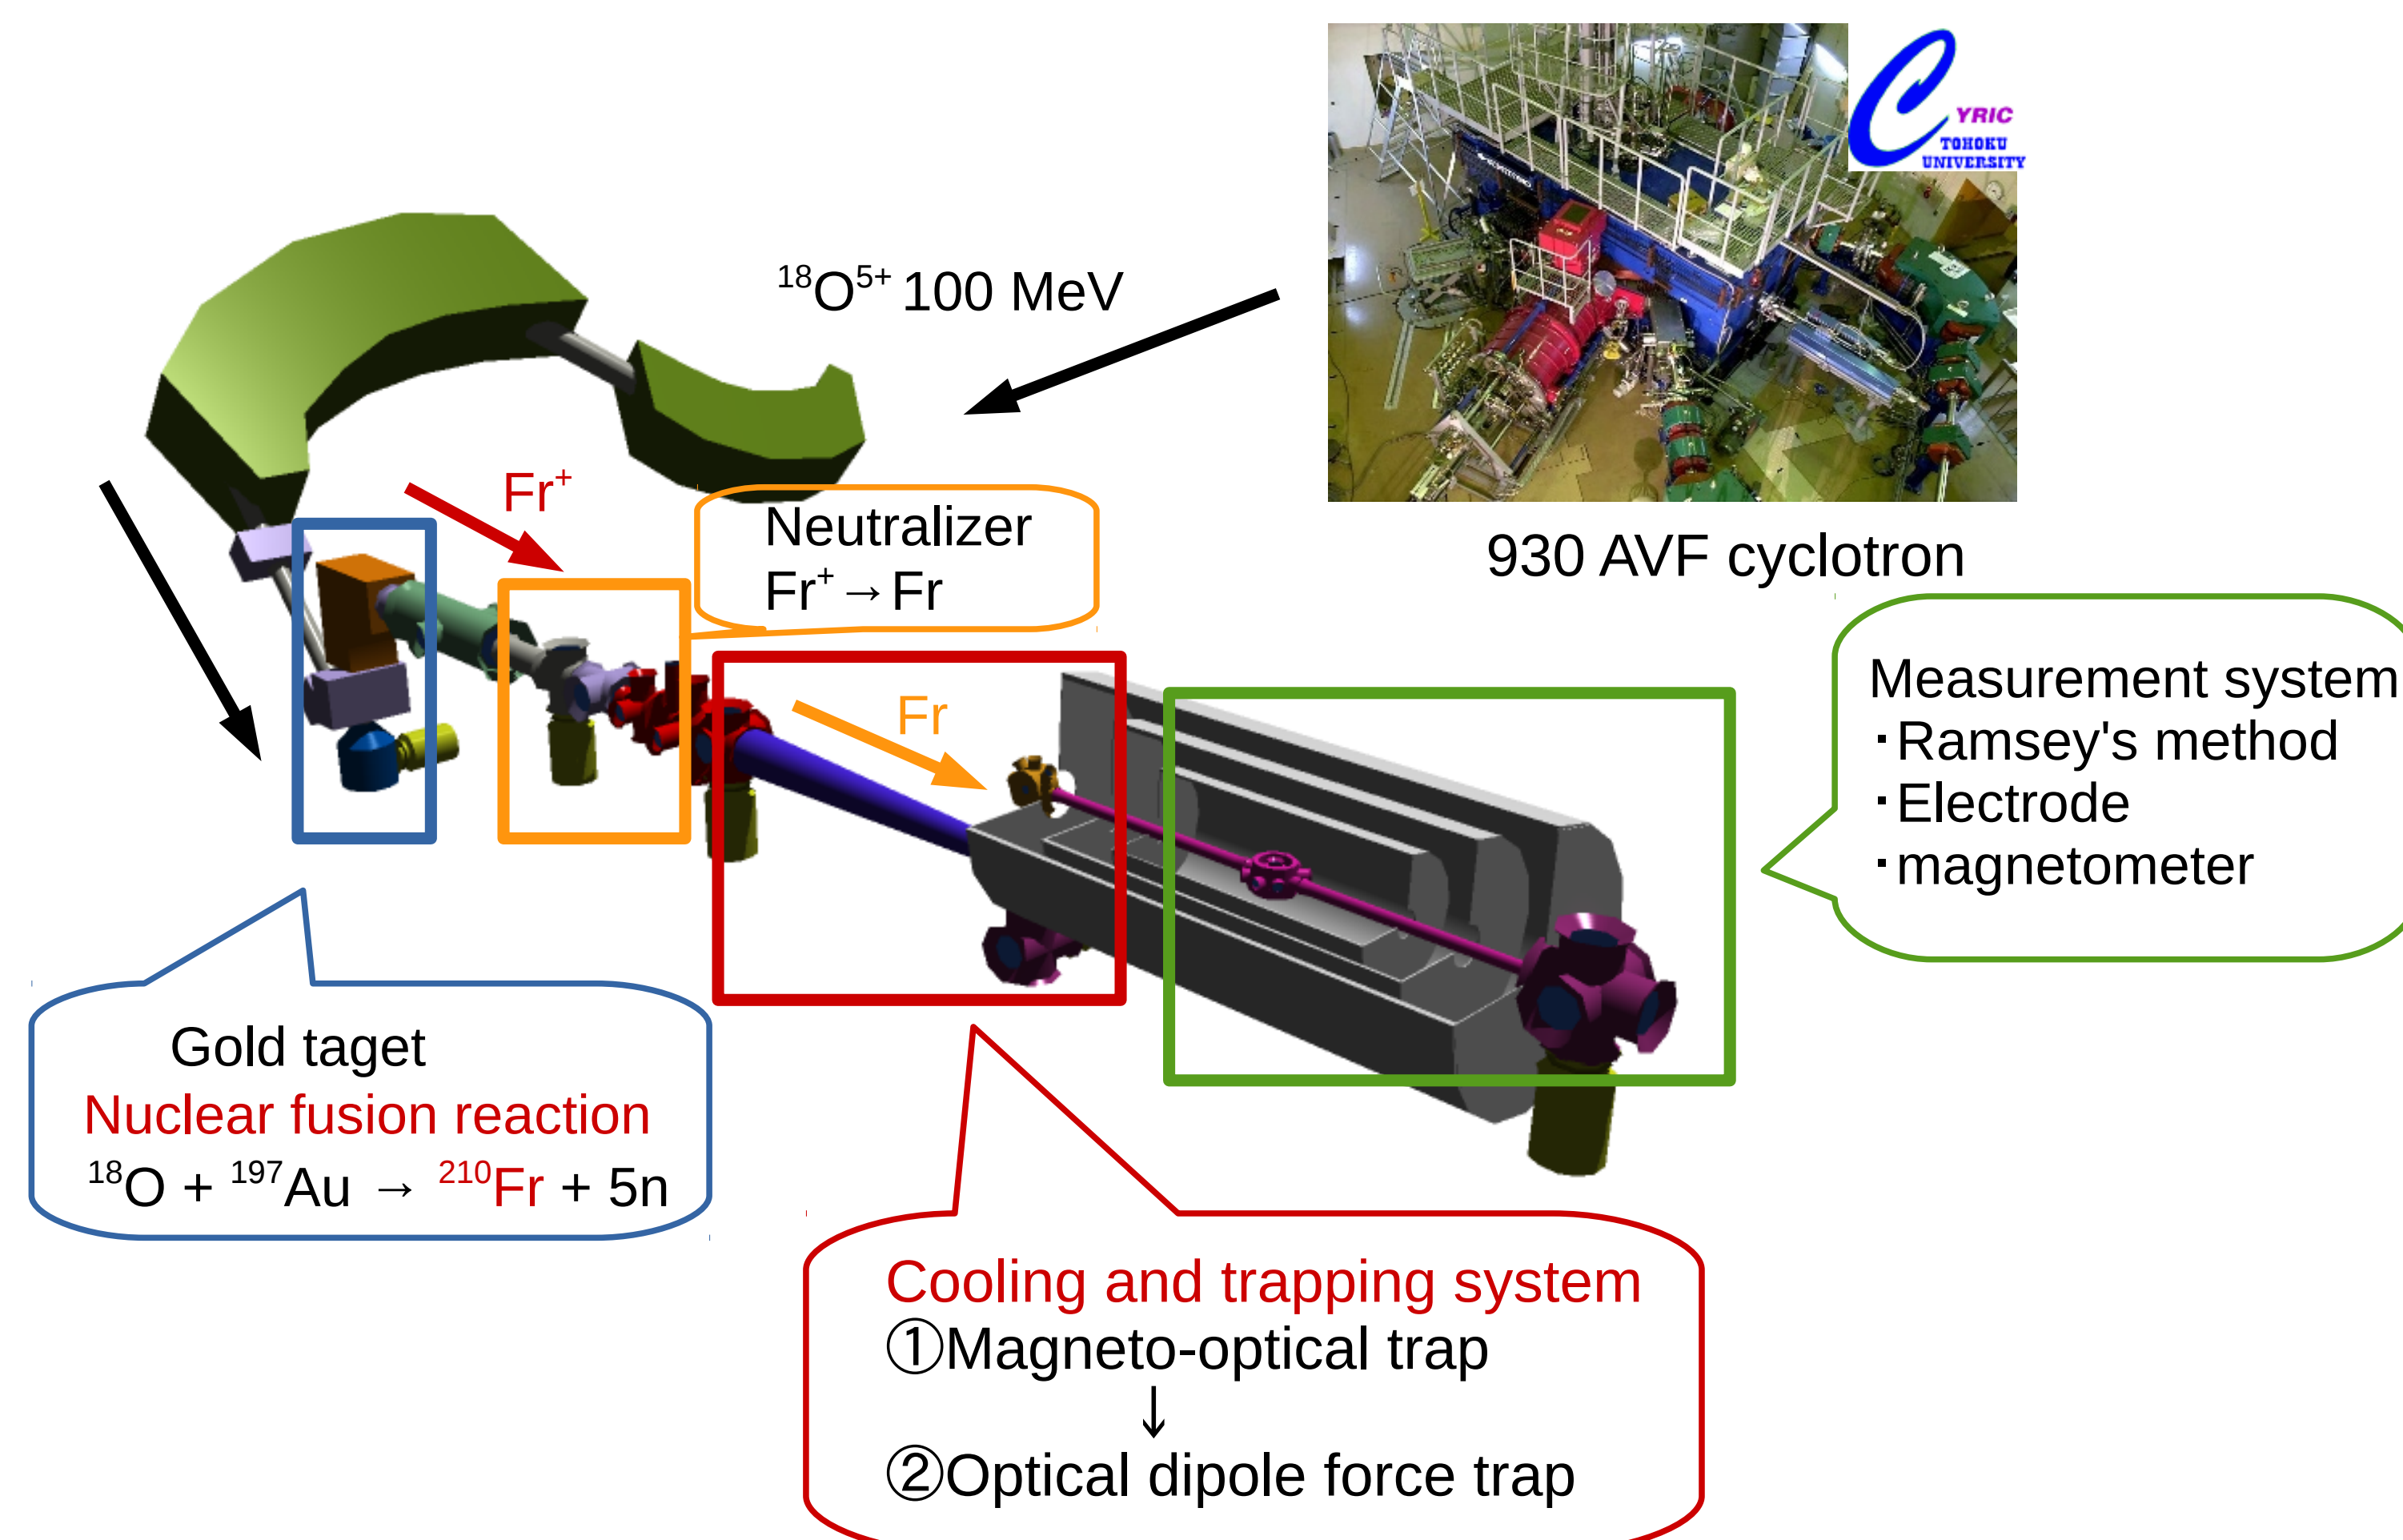 CYRIC
TOHOKU
UNIVERSITY
¹⁸O⁵⁺ 100 MeV
930 AVF cyclotron
Fr⁺
Neutralizer
Fr⁺→Fr
Fr
Measurement system
・Ramsey's method
・Electrode
・magnetometer
Gold taget
Nuclear fusion reaction
¹⁸O + ¹⁹⁷Au → ²¹⁰Fr + 5n
Cooling and trapping system
①Magneto-optical trap
↓
②Optical dipole force trap